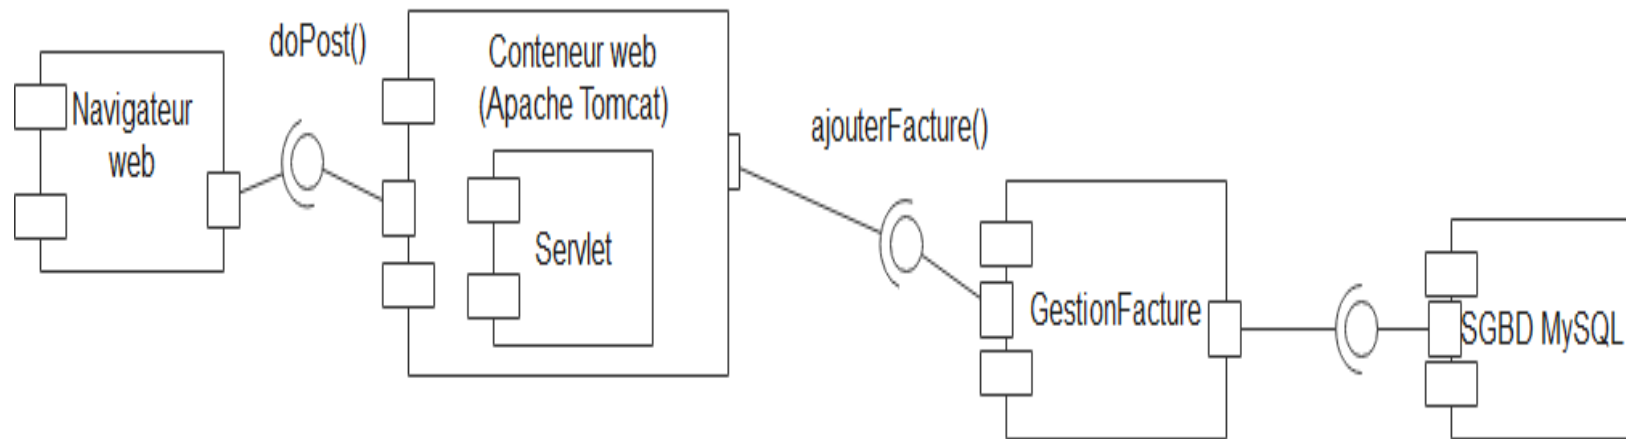 doPost()
Conteneur web
(Apache Tomcat)
Navigateur
web
ajouterFacture()
Servlet
GestionFacture
SGBD MySQL